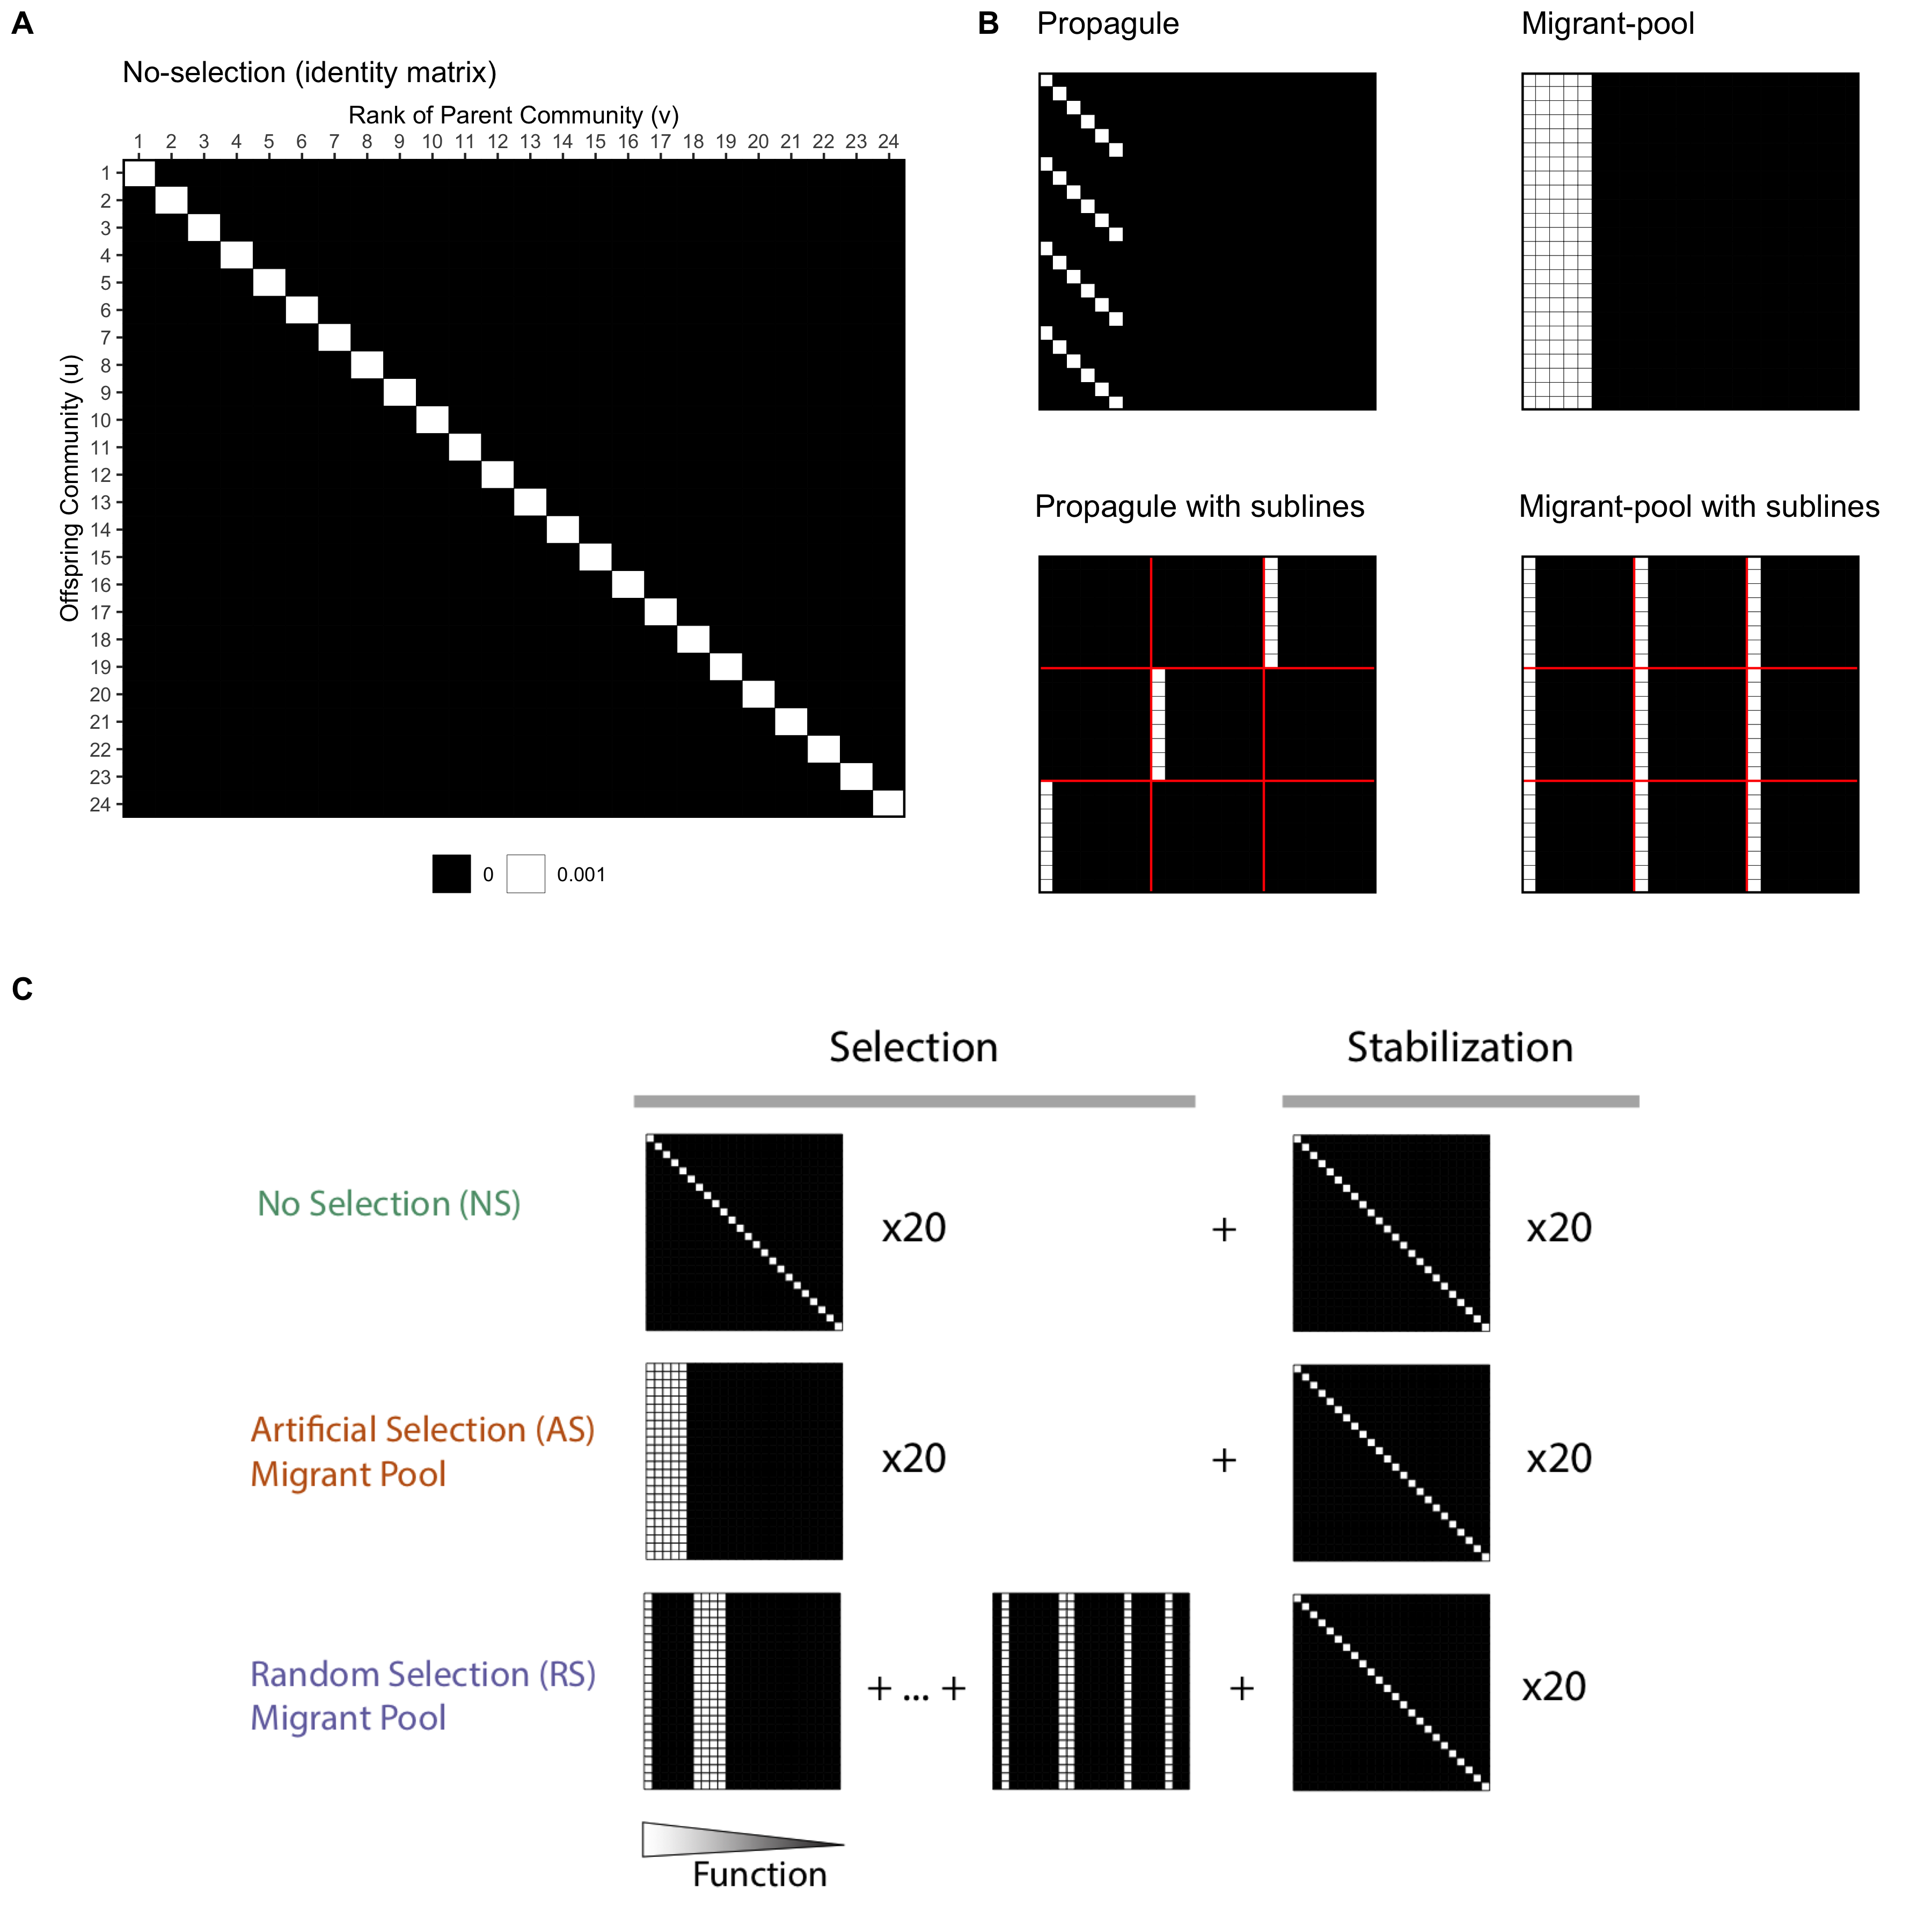 A
No-selection (identity matrix)
Rank of Parent Community (v)
1 2 3 4 5 6 7 8 9 10 11 12 13 14 15 16 17 18 19 20 21 22 23 24
Offspring Community (u)
1
2
3
4
5
6
7
8
9
10
11
12
13
14
15
16
17
18
19
20
21
22
23
24
0 0.001
B
Propagule
Migrant-pool
Propagule with sublines
Migrant-pool with sublines
C
Selection
Stabilization
No Selection (NS)
x20
+
x20
Artificial Selection (AS)
Migrant Pool
x20
+
x20
Random Selection (RS)
Migrant Pool
+ ... +
+
x20
Function